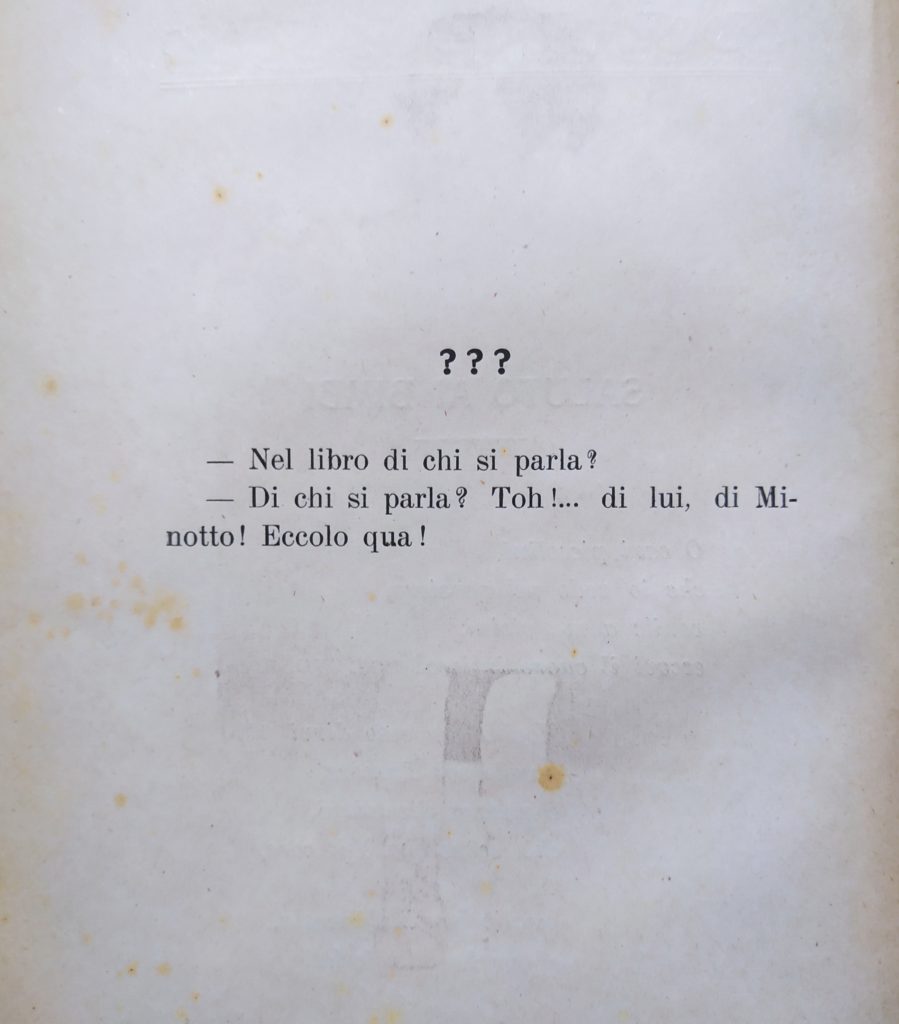 ???
— Nel libro di chi si parla?
— Di chi si parla? Toh!... di lui, di Mi-
notto! Eccolo qua!